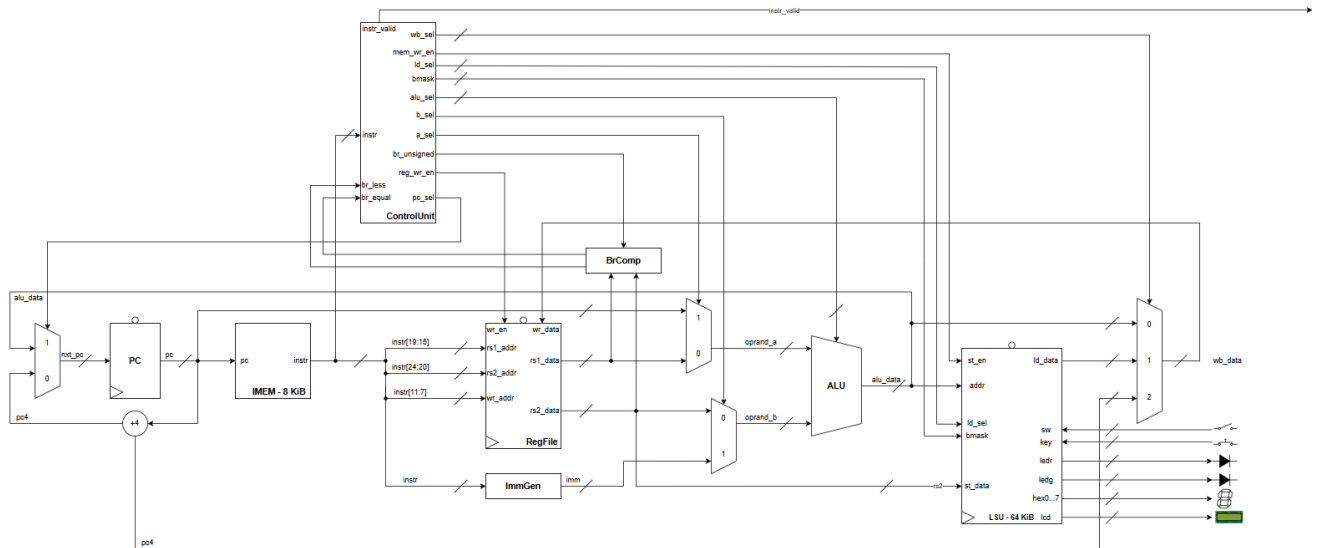 instr_valid
instr_valid
wb_sel
mem_wr_en
ld_sel
bmask
alu_sel
b_sel
instr
a_sel
br_unsigned
reg_wr_en
br_less
br_equal
pc_sel
ControlUnit
BrComp
alu_data
1
nxt_pc
0
PC
pc
pc
instr
IMEM - 8 KiB
instr[19:15]
instr[24:20]
instr[11:7]
wr_en
wr_data
rs1_addr
rs1_data
rs2_addr
wr_addr
rs2_data
RegFile
1
0
oprand_a
0
oprand_b
1
ALU
alu_data
st_en
ld_data
addr
ld_sel
bmask
sw
key
ledr
ledg
st_data
hex0...7
LSU - 64 KiB
lcd
0
1
2
wb_data
pc4
+4
instr
ImmGen
imm
rs2
pc4